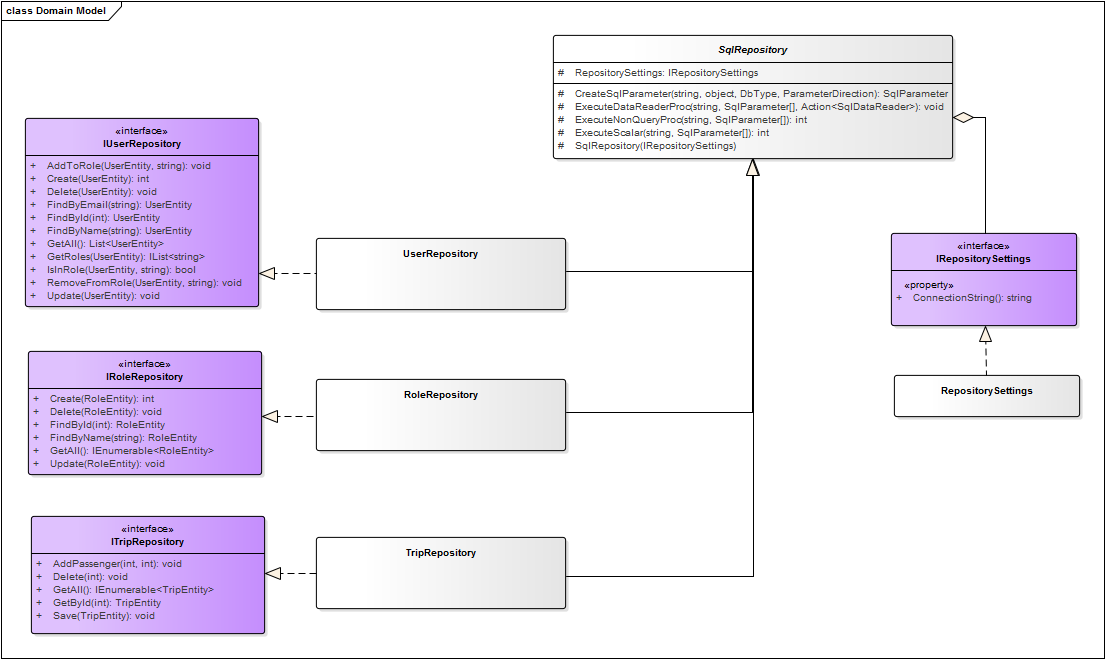 class Domain Model
SqlRepository
# RepositorySettings: IRepositorySettings
# CreateSqlParameter(string, object, DbType, ParameterDirection): SqlParameter
# ExecuteDataReaderProc(string, SqlParameter[], Action<SqlDataReader>): void
# ExecuteNonQueryProc(string, SqlParameter[]): int
# ExecuteScalar(string, SqlParameter[]): int
# SqlRepository(IRepositorySettings)
«interface»
IUserRepository
+ AddToRole(UserEntity, string): void
+ Create(UserEntity): int
+ Delete(UserEntity): void
+ FindByEmail(string): UserEntity
+ FindById(int): UserEntity
+ FindByName(string): UserEntity
+ GetAll(): List<UserEntity>
+ GetRoles(UserEntity): IList<string>
+ IsInRole(UserEntity, string): bool
+ RemoveFromRole(UserEntity, string): void
+ Update(UserEntity): void
UserRepository
«interface»
IRepositorySettings
«property»
+ ConnectionString(): string
«interface»
IRoleRepository
+ Create(RoleEntity): int
+ Delete(RoleEntity): void
+ FindById(int): RoleEntity
+ FindByName(string): RoleEntity
+ GetAll(): IEnumerable<RoleEntity>
+ Update(RoleEntity): void
RoleRepository
RepositorySettings
«interface»
ITripRepository
+ AddPassenger(int, int): void
+ Delete(int): void
+ GetAll(): IEnumerable<TripEntity>
+ GetById(int): TripEntity
+ Save(TripEntity): void
TripRepository